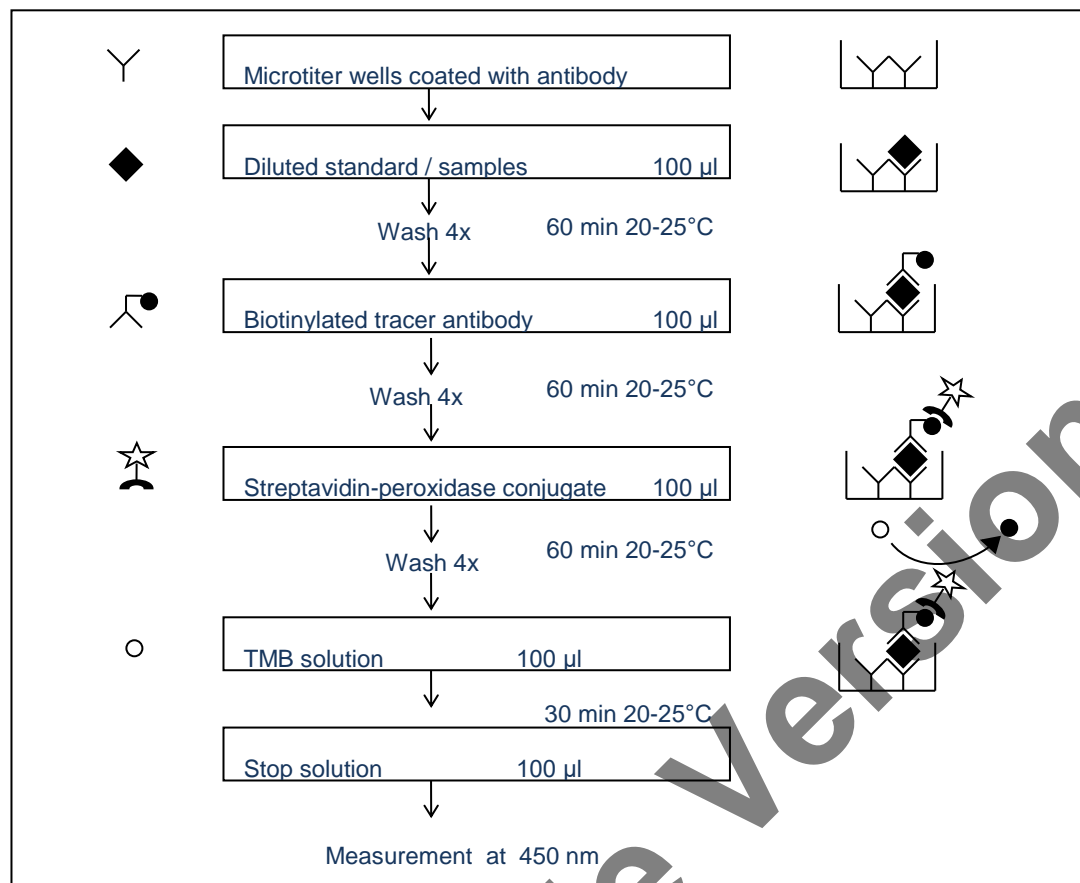 Microtiter wells coated with antibody
Diluted standard / samples 100 µl
Wash 4x 60 min 20-25°C
Biotinylated tracer antibody 100 µl
Wash 4x 60 min 20-25°C
Streptavidin-peroxidase conjugate 100 µl
Wash 4x 60 min 20-25°C
TMB solution 100 µl
30 min 20-25°C
Stop solution 100 µl
Measurement at 450 nm
Version